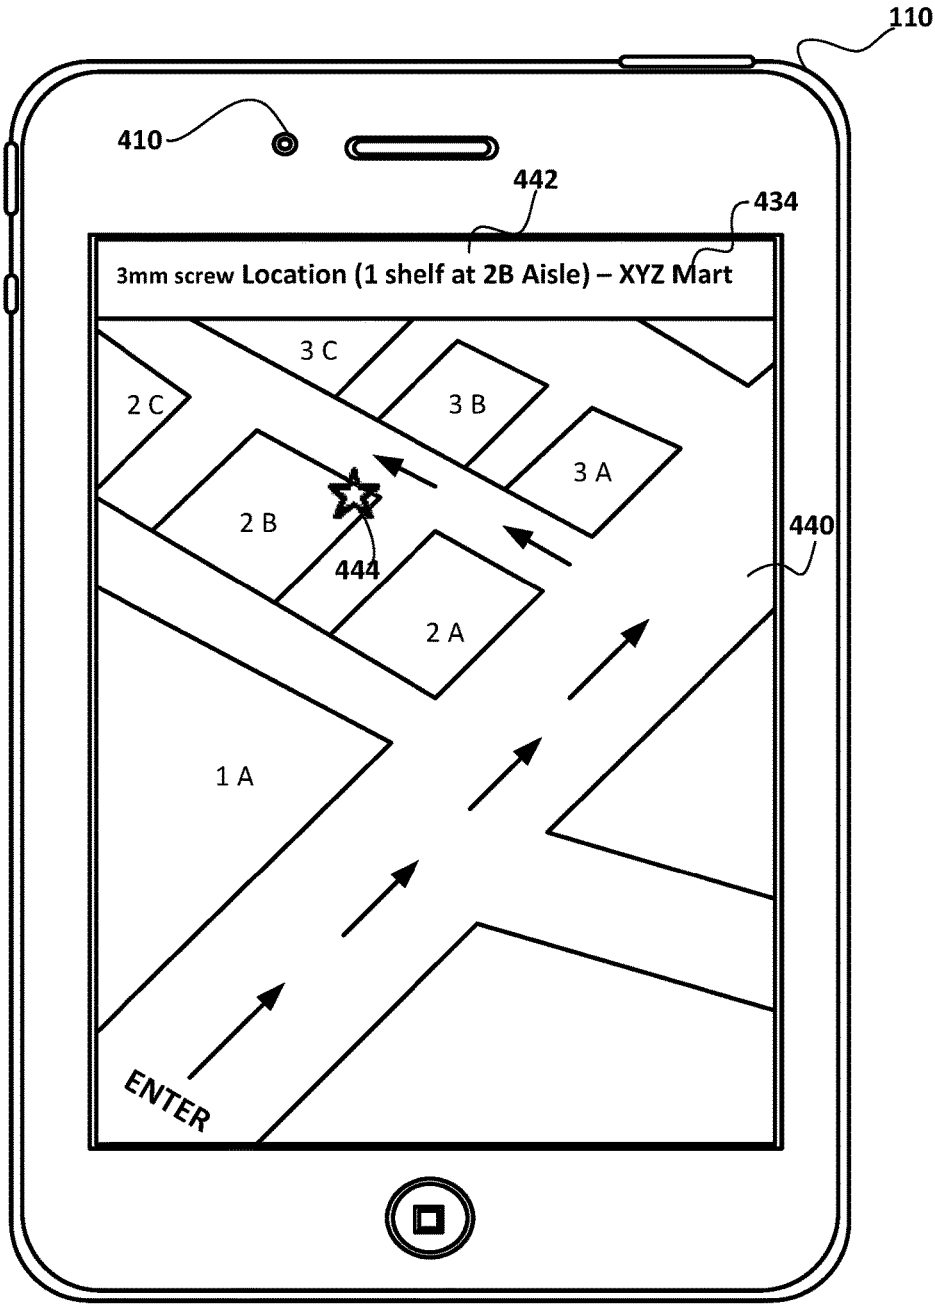 110
410
442
434
3mm screw Location (1 shelf at 2B Aisle) – XYZ Mart
3 C
2 C
3 B
3 A
2 B
440
444
2 A
1 A
ENTER